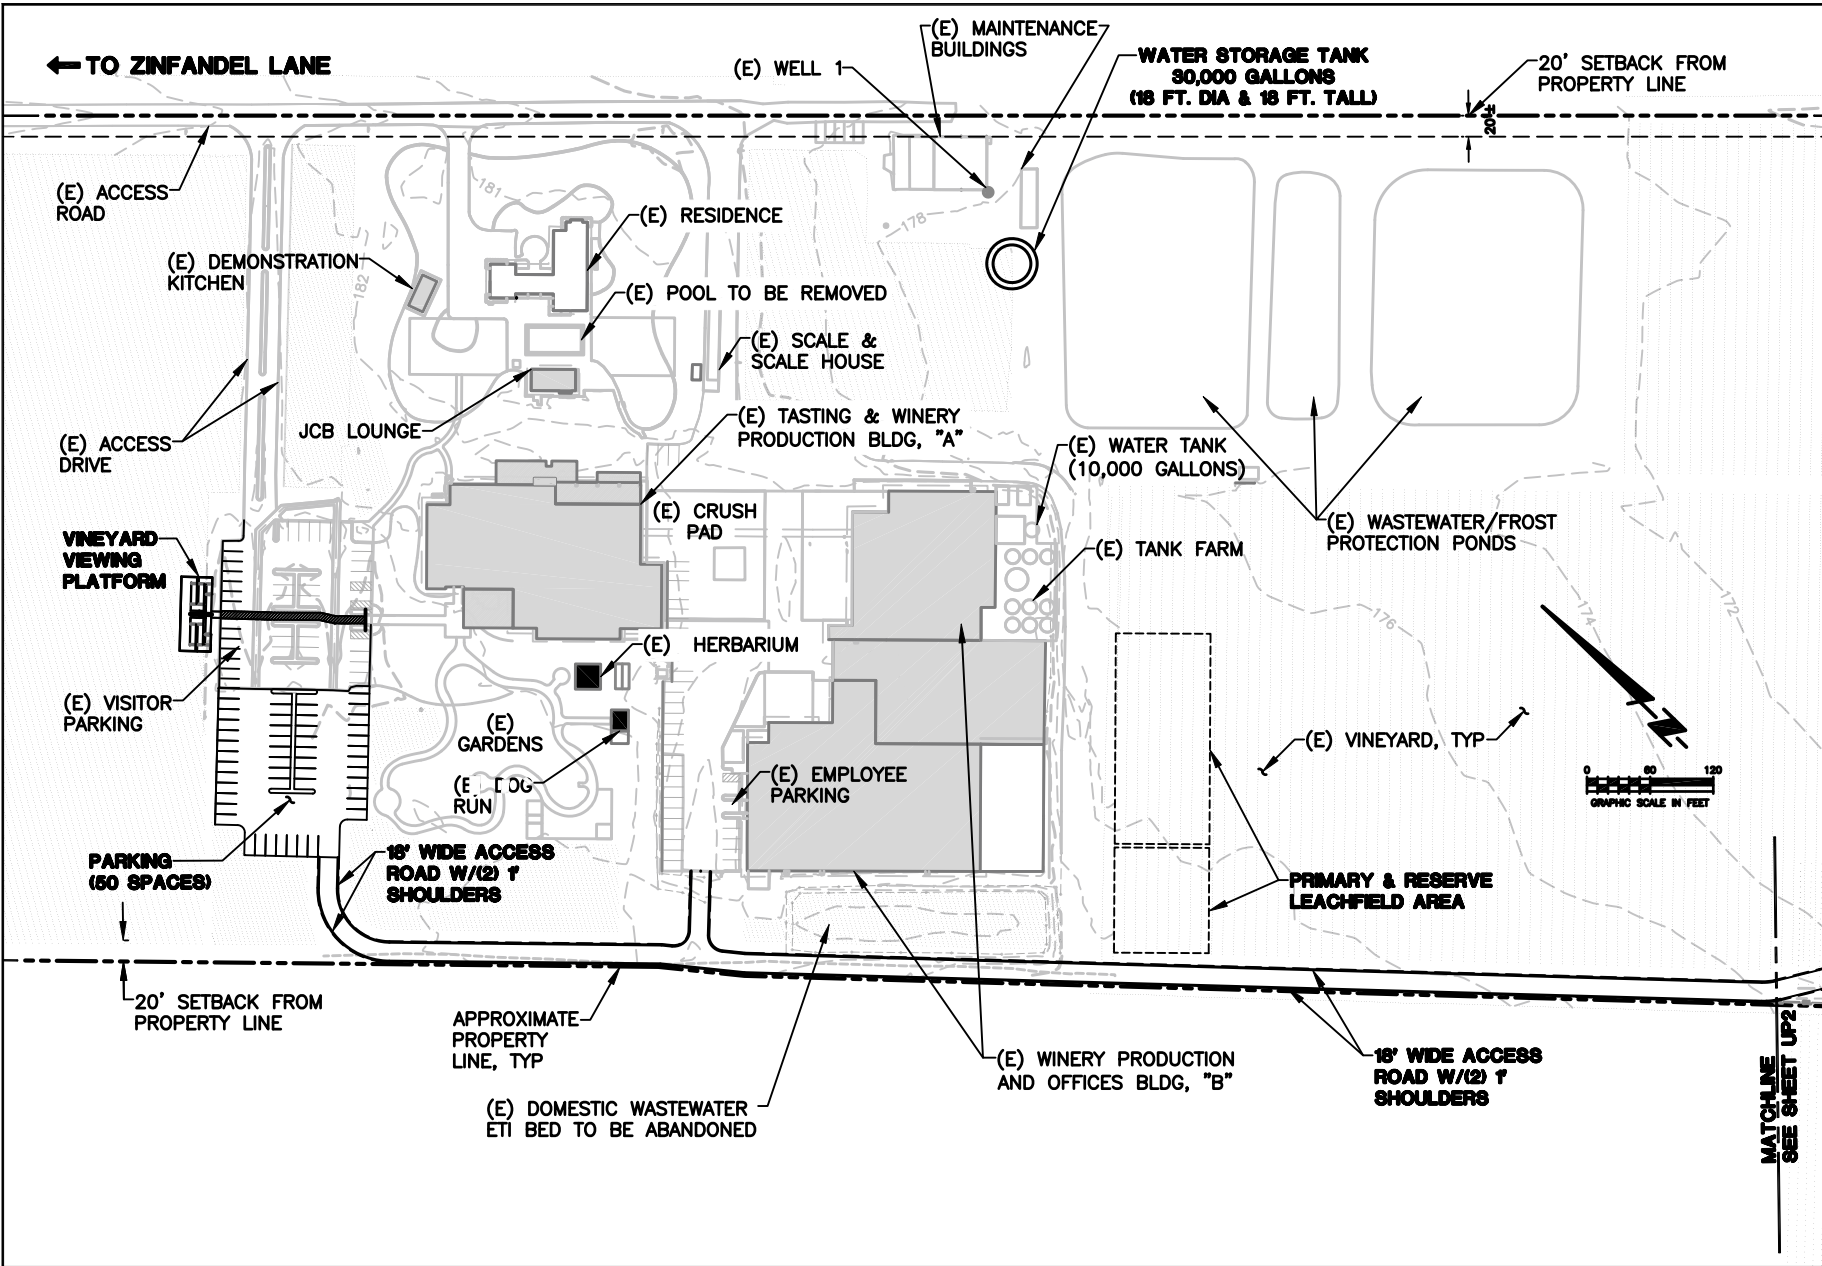 TO ZINFANDEL LANE
(E) MAINTENANCE
BUILDINGS
(E) WELL 1
WATER STORAGE TANK
30,000 GALLONS
(18 FT. DIA & 18 FT. TALL)
20' SETBACK FROM
PROPERTY LINE
20'±
(E) ACCESS
ROAD
181
178
(E) RESIDENCE
(E) DEMONSTRATION
KITCHEN
182
(E) POOL TO BE REMOVED
(E) SCALE &
SCALE HOUSE
JCB LOUNGE
(E) ACCESS
DRIVE
(E) TASTING & WINERY
PRODUCTION BLDG, "A"
(E) WATER TANK
(10,000 GALLONS)
(E) CRUSH
PAD
(E) WASTEWATER/FROST
PROTECTION PONDS
(E) TANK FARM
VINEYARD
VIEWING
PLATFORM
176
174
172
(E) HERBARIUM
(E) VISITOR
PARKING
(E)
GARDENS
(E) VINEYARD, TYP
(E) DOG
RUN
(E) EMPLOYEE
PARKING
0 60 120
GRAPHIC SCALE IN FEET
PARKING
(50 SPACES)
18' WIDE ACCESS
ROAD W/(2) 1'
SHOULDERS
PRIMARY & RESERVE
LEACHFIELD AREA
20' SETBACK FROM
PROPERTY LINE
APPROXIMATE
PROPERTY
LINE, TYP
(E) WINERY PRODUCTION
AND OFFICES BLDG, "B"
18' WIDE ACCESS
ROAD W/(2) 1'
SHOULDERS
(E) DOMESTIC WASTEWATER
ETI BED TO BE ABANDONED
MATCHLINE
SEE SHEET UP2